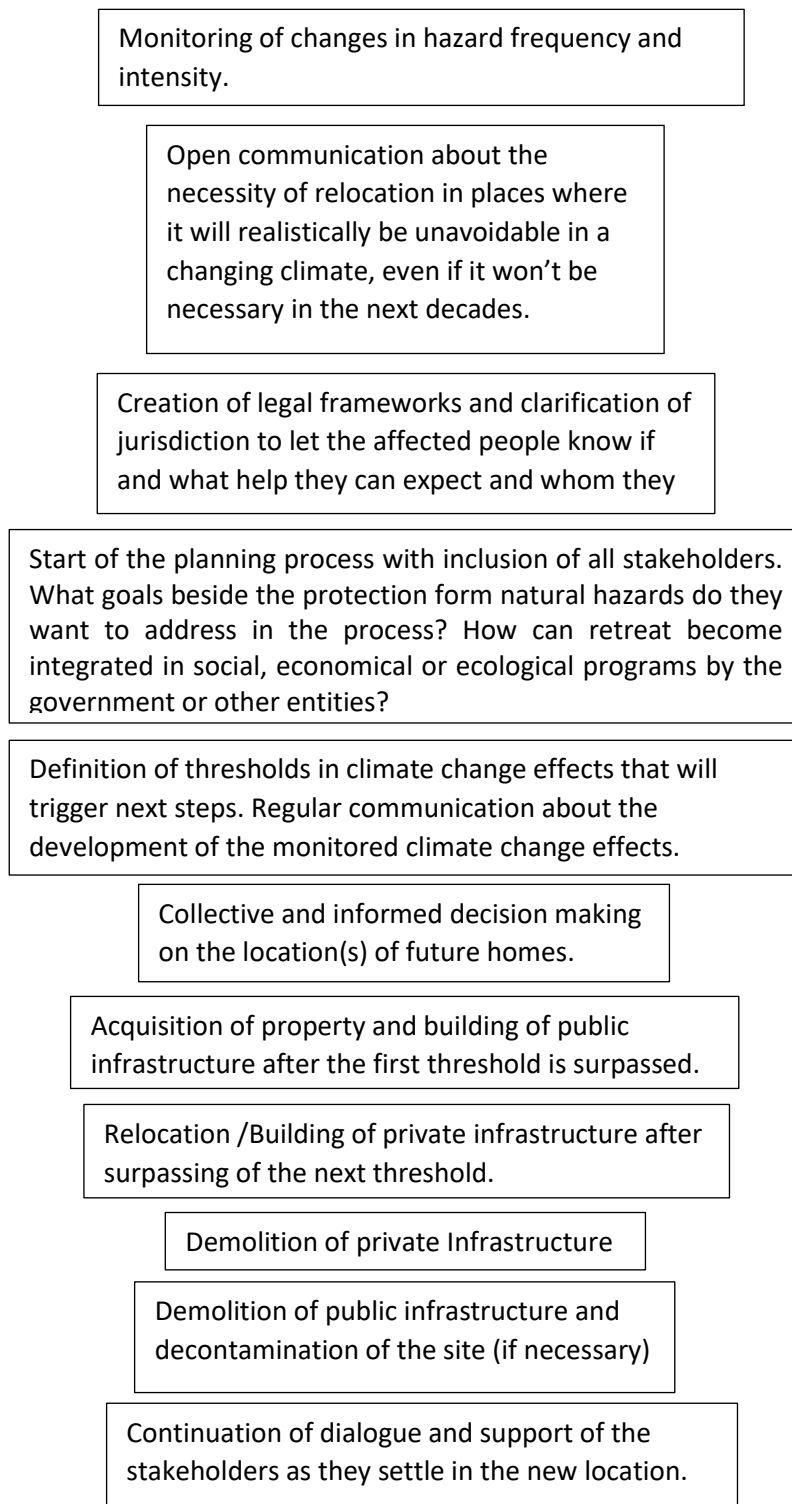 Monitoring of changes in hazard frequency and
intensity.
Open communication about the
necessity of relocation in places where
it will realistically be unavoidable in a
changing climate, even if it won’t be
necessary in the next decades.
Creation of legal frameworks and clarification of
jurisdiction to let the affected people know if
and what help they can expect and whom they
Start of the planning process with inclusion of all stakeholders.
What goals beside the protection form natural hazards do they
want to address in the process? How can retreat become
integrated in social, economical or ecological programs by the
government or other entities?
Definition of thresholds in climate change effects that will
trigger next steps. Regular communication about the
development of the monitored climate change effects.
Collective and informed decision making
on the location(s) of future homes.
Acquisition of property and building of public
infrastructure after the first threshold is surpassed.
Relocation /Building of private infrastructure after
surpassing of the next threshold.
Demolition of private Infrastructure
Demolition of public infrastructure and
decontamination of the site (if necessary)
Continuation of dialogue and support of the
stakeholders as they settle in the new location.